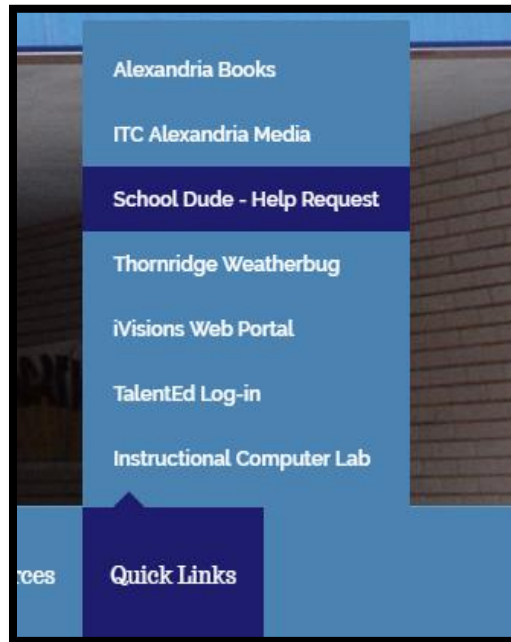 Alexandria Books
ITC Alexandria Media
School Dude - Help Request
Thornridge Weatherbug
iVisions Web Portal
TalentEd Log-in
Instructional Computer Lab
rces Quick Links